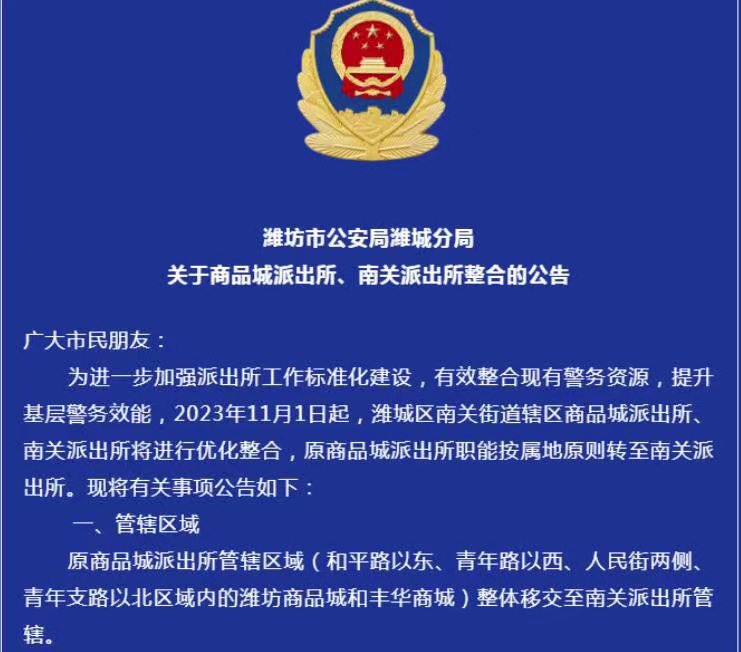 潍坊市公安局潍城分局
关于商品城派出所、南关派出所整合的公告
广大市民朋友：
为进一步加强派出所工作标准化建设，有效整合现有警务资源，提升
基层警务效能，2023年11月1日起，潍城区南关街道辖区商品城派出所、
南关派出所将进行优化整合，原商品城派出所职能按属地原则转至南关派
出所。现将有关事项公告如下：
一、管辖区域
原商品城派出所管辖区域（和平路以东、青年路以西、人民街两侧、
青年支路以北区域内的潍坊商品城和丰华商城）整体移交至南关派出所管
辖。